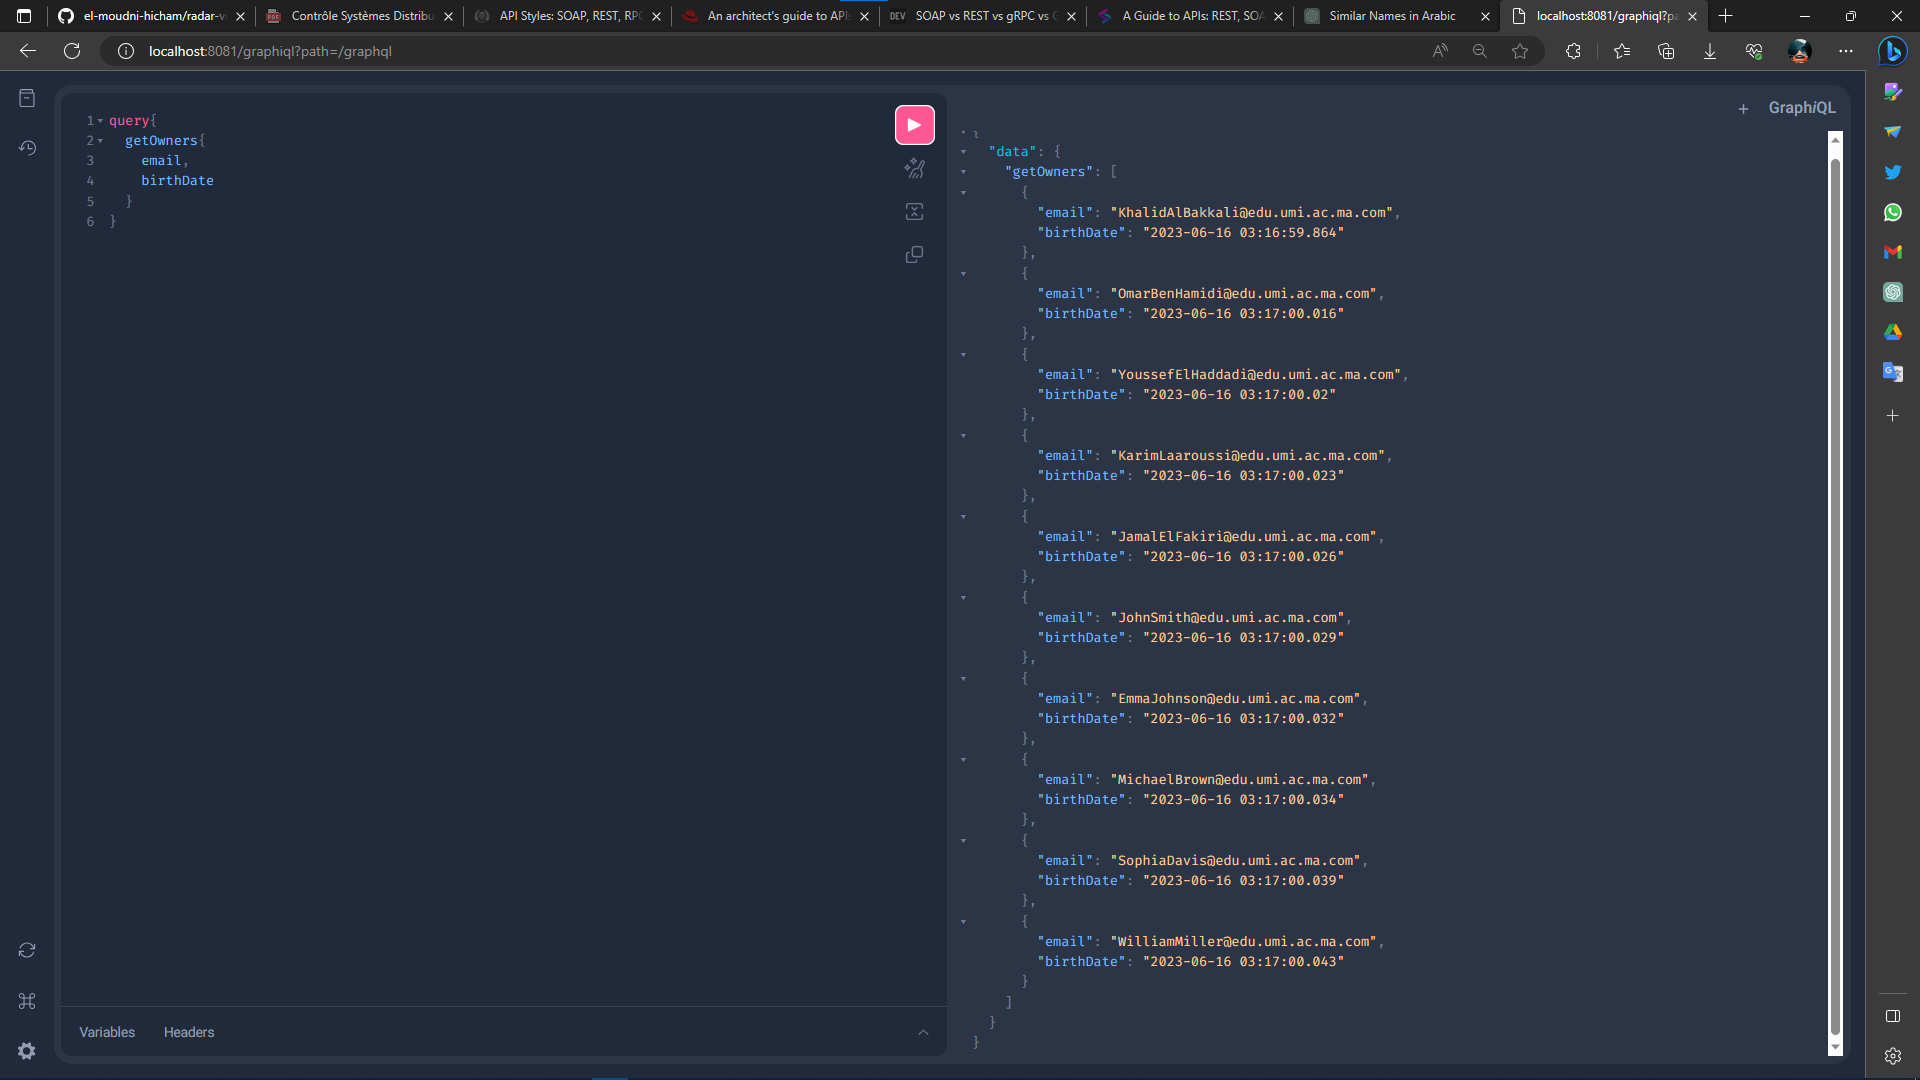 el-moudni-hicham/radar-v
Contrôle Systèmes Distribu
API Styles: SOAP, REST, RPC
An architect's guide to APIs
DEV SOAP vs REST vs gRPC vs G
A Guide to APIs: REST, SOA
Similar Names in Arabic
localhost:8081/graphiql?pa
localhost:8081/graphiql?path=/graphql
1 query{
2 getOwners{
3 email,
4 birthDate
5 }
6 }
Variables Headers
+ GraphiQL
{
"data": {
"getOwners": [
{
"email": "KhalidAlBakkali@edu.umi.ac.ma.com",
"birthDate": "2023-06-16 03:16:59.864"
},
{
"email": "OmarBenHamidi@edu.umi.ac.ma.com",
"birthDate": "2023-06-16 03:17:00.016"
},
{
"email": "YoussefElHaddadi@edu.umi.ac.ma.com",
"birthDate": "2023-06-16 03:17:00.02"
},
{
"email": "KarimLaaroussi@edu.umi.ac.ma.com",
"birthDate": "2023-06-16 03:17:00.023"
},
{
"email": "JamalElFakiri@edu.umi.ac.ma.com",
"birthDate": "2023-06-16 03:17:00.026"
},
{
"email": "JohnSmith@edu.umi.ac.ma.com",
"birthDate": "2023-06-16 03:17:00.029"
},
{
"email": "EmmaJohnson@edu.umi.ac.ma.com",
"birthDate": "2023-06-16 03:17:00.032"
},
{
"email": "MichaelBrown@edu.umi.ac.ma.com",
"birthDate": "2023-06-16 03:17:00.034"
},
{
"email": "SophiaDavis@edu.umi.ac.ma.com",
"birthDate": "2023-06-16 03:17:00.039"
},
{
"email": "WilliamMiller@edu.umi.ac.ma.com",
"birthDate": "2023-06-16 03:17:00.043"
}
]
}
}